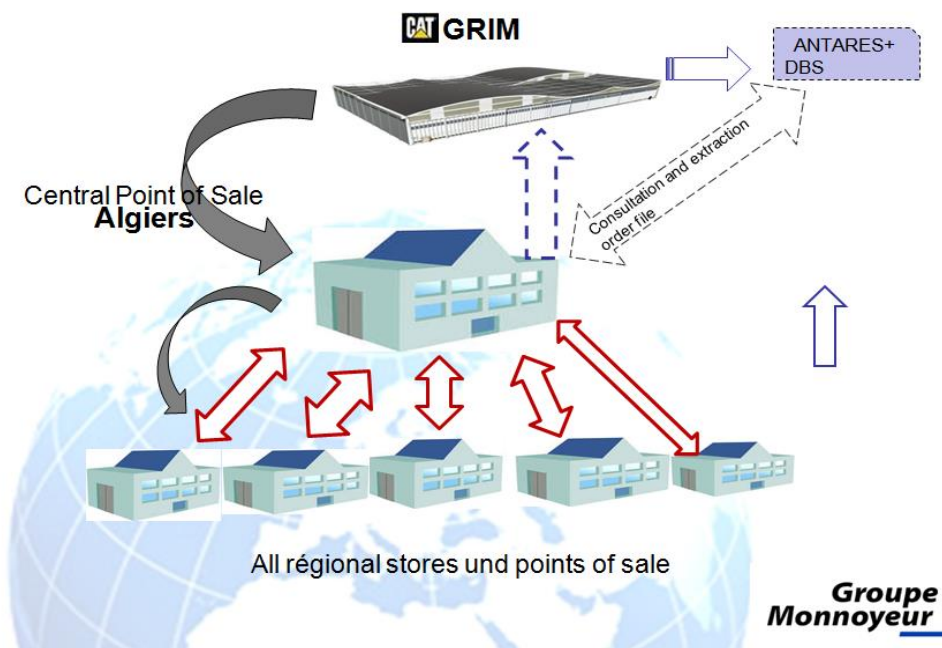 CAT GRIM
ANTARES+
DBS
Consultation and extraction
order file
Central Point of Sale
Algiers
All régional stores und points of sale
Groupe
Monnoyeur